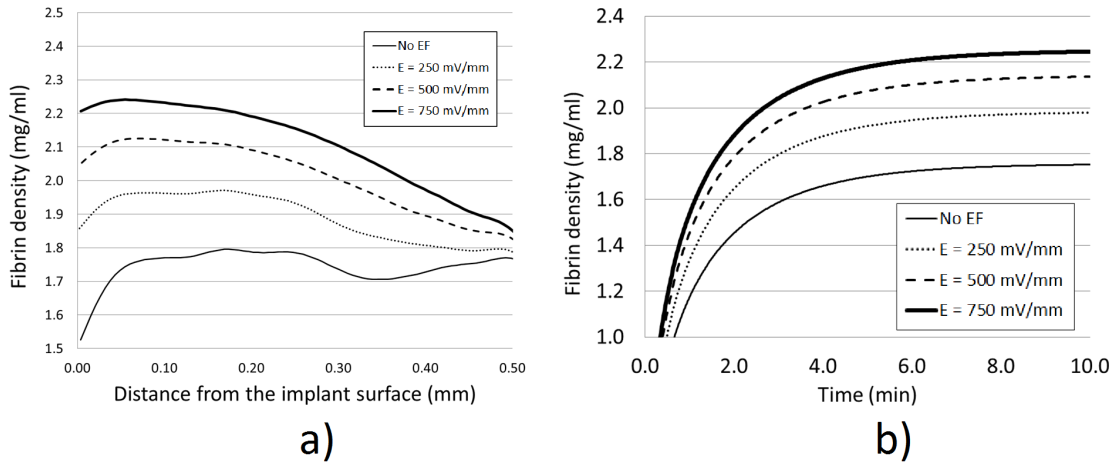 2.5
2.4
2.3
2.2
2.1
2.0
1.9
1.8
1.7
1.6
1.5
Fibrin density (mg/ml)
No EF
E = 250 mV/mm
E = 500 mV/mm
E = 750 mV/mm
0.00 0.10 0.20 0.30 0.40 0.50
Distance from the implant surface (mm)
a)
2.4
2.2
2.0
1.8
1.6
1.4
1.2
1.0
Fibrin density (mg/ml)
No EF
E = 250 mV/mm
E = 500 mV/mm
E = 750 mV/mm
0.0 2.0 4.0 6.0 8.0 10.0
Time (min)
b)